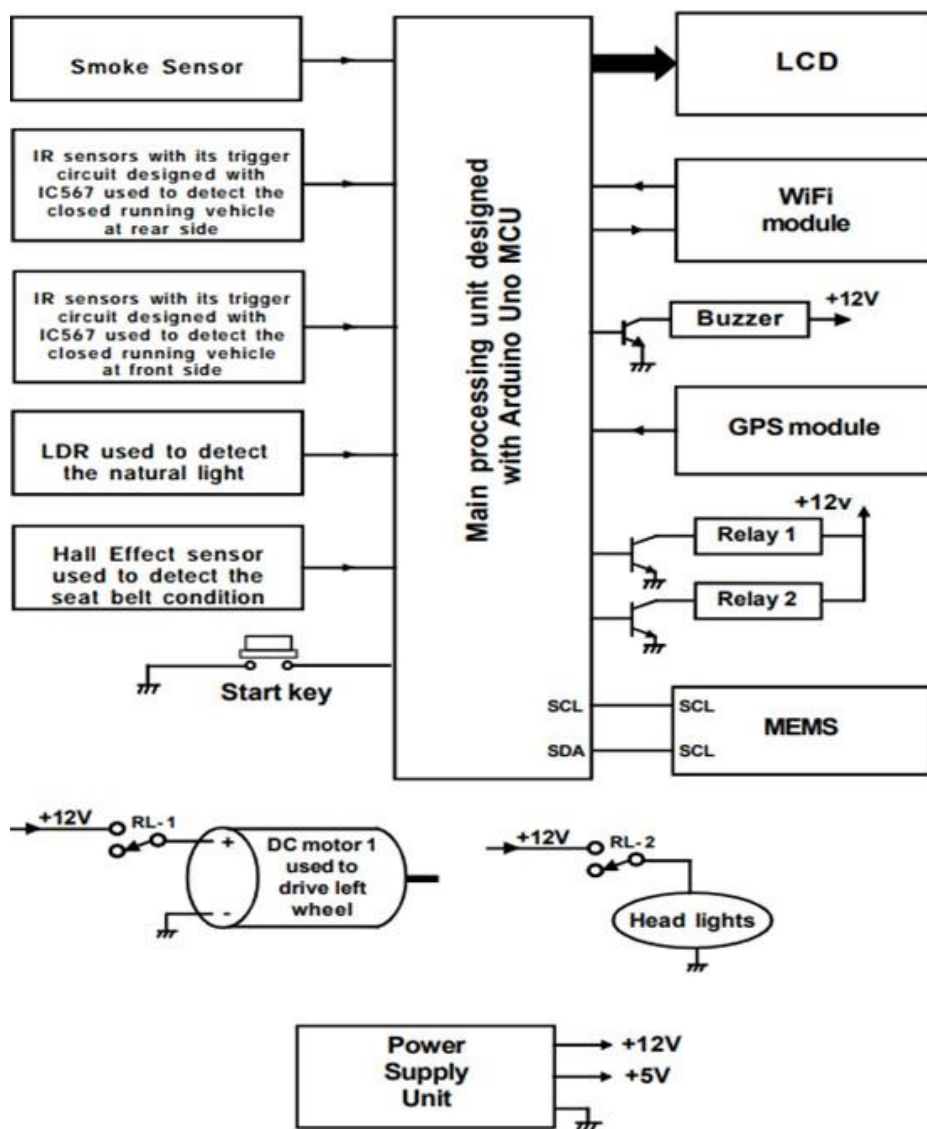 Smoke Sensor
IR sensors with its trigger
circuit designed with
IC567 used to detect the
closed running vehicle
at rear side
IR sensors with its trigger
circuit designed with
IC567 used to detect the
closed running vehicle
at front side
LDR used to detect
the natural light
Hall Effect sensor
used to detect the
seat belt condition
Start key
Main processing unit designed
with Arduino Uno MCU
SCL
SDA
LCD
WiFi
module
Buzzer
+12V
GPS module
+12v
Relay 1
Relay 2
SCL
MEMS
SCL
+12V
RL-1
+
-
DC motor 1
used to
drive left
wheel
+12V
RL-2
Head lights
Power
Supply
Unit
+12V
+5V